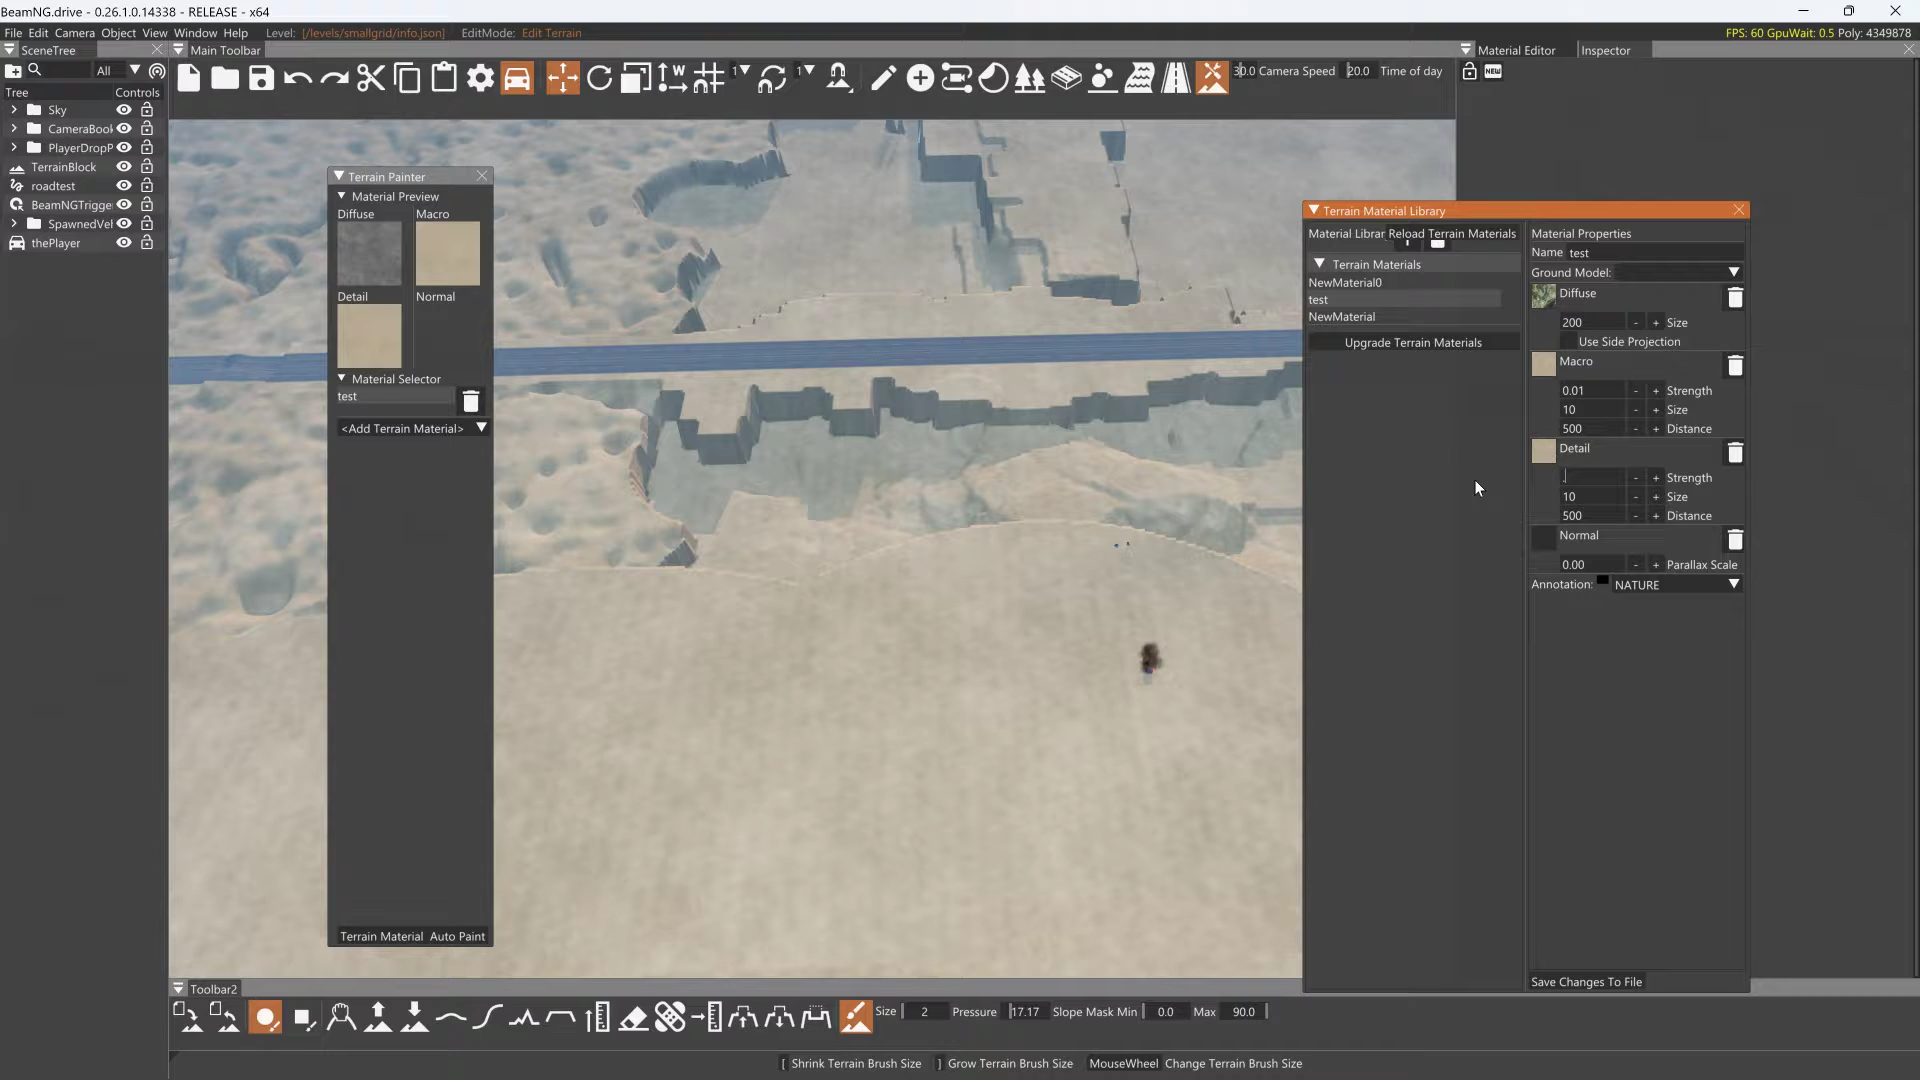 BeamNG.drive - 0.26.1.0.14338 - RELEASE - x64
File Edit Camera Object View Window Help Level: [/levels/smallgrid/info.json] EditMode: Edit Terrain FPS: 60 GpuWait: 0.5 Poly: 4349878
SceneTree Main Toolbar Material Editor Inspector
All W 1 1 30.0 Camera Speed 20.0 Time of day NEW
Tree Controls
Sky
CameraBook
PlayerDropP
TerrainBlock
roadtest
BeamNGTrigge
SpawnedVel
thePlayer
Terrain Painter
Material Preview
Diffuse Macro
Detail Normal
Material Selector
test
<Add Terrain Material>
Terrain Material Auto Paint
Terrain Material Library
Material Librar Reload Terrain Materials
Terrain Materials
NewMaterial0
test
NewMaterial
Upgrade Terrain Materials
Material Properties
Name test
Ground Model:
Diffuse
200 - + Size
Use Side Projection
Macro
0.01 - + Strength
10 - + Size
500 - + Distance
Detail
. - + Strength
10 - + Size
500 - + Distance
Normal
0.00 - + Parallax Scale
Annotation: NATURE
Save Changes To File
Toolbar2
Size 2 Pressure 17.17 Slope Mask Min 0.0 Max 90.0
[ Shrink Terrain Brush Size ] Grow Terrain Brush Size MouseWheel Change Terrain Brush Size